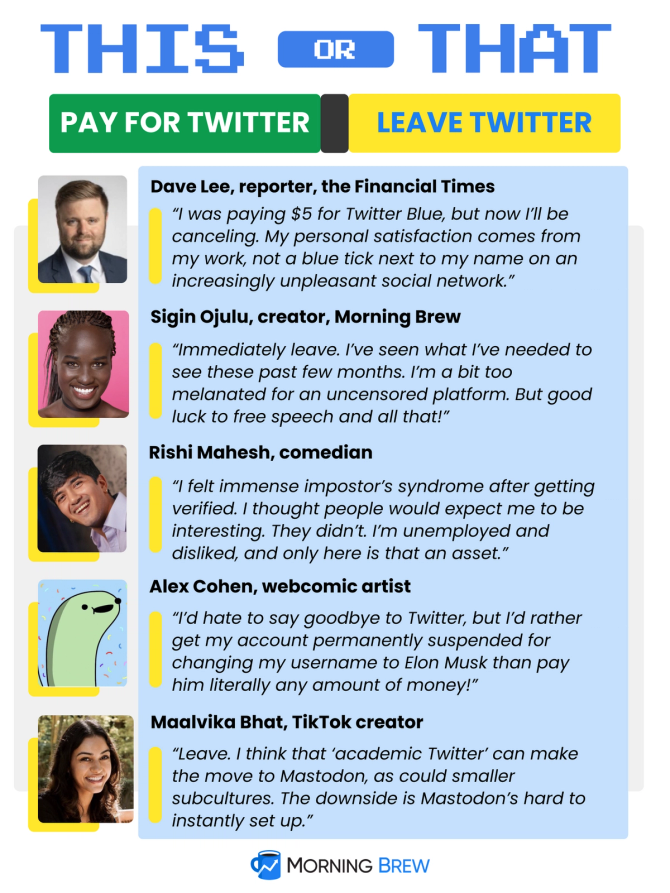 THIS OR THAT
PAY FOR TWITTER LEAVE TWITTER
Dave Lee, reporter, the Financial Times
“I was paying $5 for Twitter Blue, but now I’ll be
canceling. My personal satisfaction comes from
my work, not a blue tick next to my name on an
increasingly unpleasant social network.”
Sigin Ojulu, creator, Morning Brew
“Immediately leave. I’ve seen what I’ve needed to
see these past few months. I’m a bit too
melanated for an uncensored platform. But good
luck to free speech and all that!”
Rishi Mahesh, comedian
“I felt immense impostor’s syndrome after getting
verified. I thought people would expect me to be
interesting. They didn’t. I’m unemployed and
disliked, and only here is that an asset.”
Alex Cohen, webcomic artist
“I’d hate to say goodbye to Twitter, but I’d rather
get my account permanently suspended for
changing my username to Elon Musk than pay
him literally any amount of money!”
Maalvika Bhat, TikTok creator
“Leave. I think that ‘academic Twitter’ can make
the move to Mastodon, as could smaller
subcultures. The downside is Mastodon’s hard to
instantly set up.”
MORNING BREW